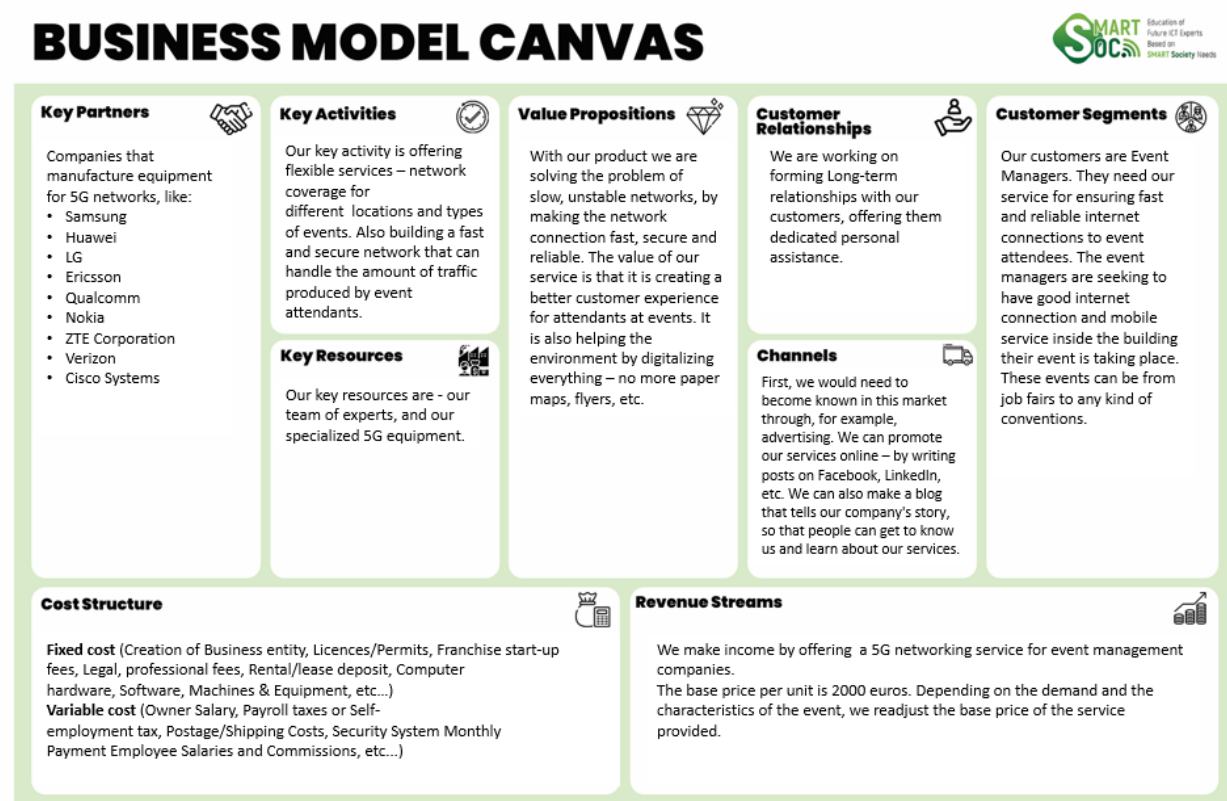 BUSINESS MODEL CANVAS
SMART
SOC
Education of
Future ICT Experts
Based on
SMART Society Needs
Key Partners
Companies that
manufacture equipment
for 5G networks, like:
• Samsung
• Huawei
• LG
• Ericsson
• Qualcomm
• Nokia
• ZTE Corporation
• Verizon
• Cisco Systems
Key Activities
Our key activity is offering
flexible services – network
coverage for
different locations and types
of events. Also building a fast
and secure network that can
handle the amount of traffic
produced by event
attendants.
Key Resources
Our key resources are - our
team of experts, and our
specialized 5G equipment.
Value Propositions
With our product we are
solving the problem of
slow, unstable networks, by
making the network
connection fast, secure and
reliable. The value of our
service is that it is creating a
better customer experience
for attendants at events. It
is also helping the
environment by digitalizing
everything – no more paper
maps, flyers, etc.
Customer
Relationships
We are working on
forming Long-term
relationships with our
customers, offering them
dedicated personal
assistance.
Channels
First, we would need to
become known in this market
through, for example,
advertising. We can promote
our services online – by writing
posts on Facebook, LinkedIn,
etc. We can also make a blog
that tells our company's story,
so that people can get to know
us and learn about our services.
Customer Segments
Our customers are Event
Managers. They need our
service for ensuring fast
and reliable internet
connections to event
attendees. The event
managers are seeking to
have good internet
connection and mobile
service inside the building
their event is taking place.
These events can be from
job fairs to any kind of
conventions.
Cost Structure
Fixed cost (Creation of Business entity, Licences/Permits, Franchise start-up
fees, Legal, professional fees, Rental/lease deposit, Computer
hardware, Software, Machines & Equipment, etc...)
Variable cost (Owner Salary, Payroll taxes or Self-
employment tax, Postage/Shipping Costs, Security System Monthly
Payment Employee Salaries and Commissions, etc...)
Revenue Streams
We make income by offering a 5G networking service for event management
companies.
The base price per unit is 2000 euros. Depending on the demand and the
characteristics of the event, we readjust the base price of the service
provided.